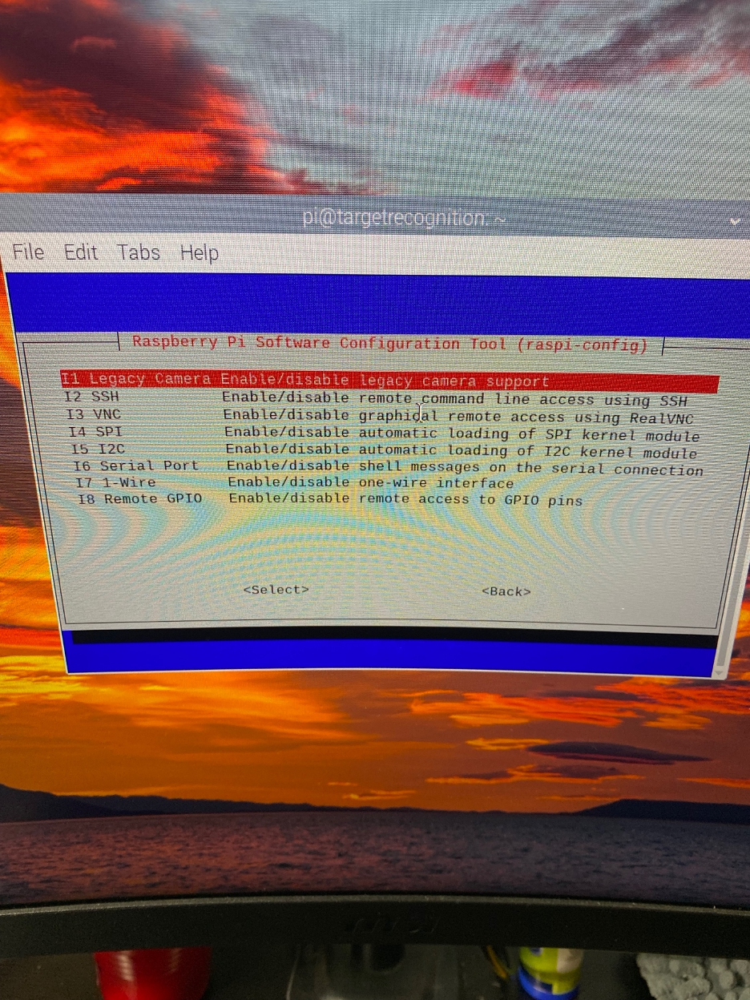 pi@targetrecognition: ~
File Edit Tabs Help
Raspberry Pi Software Configuration Tool (raspi-config)
I1 Legacy Camera Enable/disable legacy camera support
I2 SSH Enable/disable remote command line access using SSH
I3 VNC Enable/disable graphical remote access using RealVNC
I4 SPI Enable/disable automatic loading of SPI kernel module
I5 I2C Enable/disable automatic loading of I2C kernel module
I6 Serial Port Enable/disable shell messages on the serial connection
I7 1-Wire Enable/disable one-wire interface
I8 Remote GPIO Enable/disable remote access to GPIO pins
<Select> <Back>